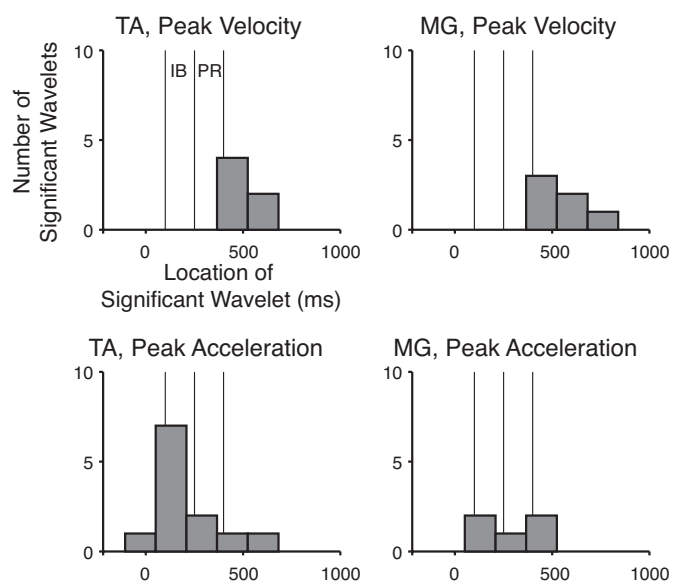 TA, Peak Velocity
MG, Peak Velocity
Number of
Significant Wavelets
10
5
0
IB PR
0 500 1000
10
5
0
0 500 1000
Location of
Significant Wavelet (ms)
TA, Peak Acceleration
MG, Peak Acceleration
10
5
0
0 500 1000
10
5
0
0 500 1000